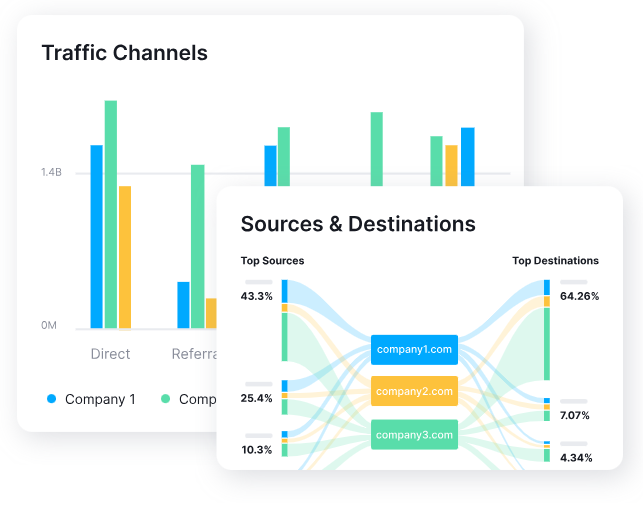 Traffic Channels
1.4B
0M
Direct
Referra
Company 1
Comp
Sources & Destinations
Top Sources
Top Destinations
43.3%
64.26%
company1.com
company2.com
25.4%
7.07%
company3.com
10.3%
4.34%